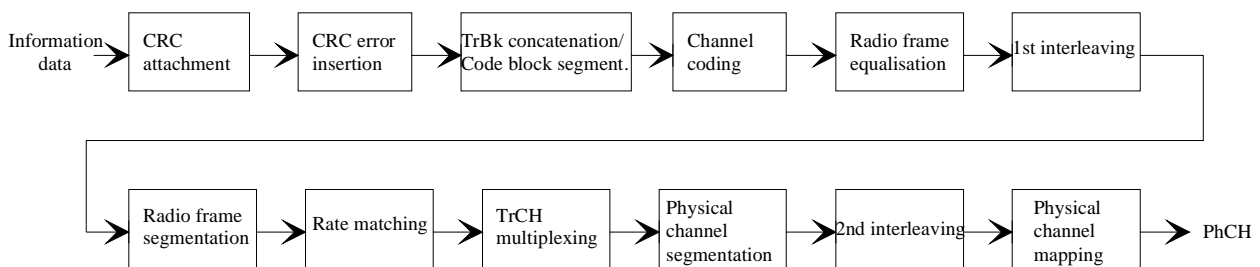 Information
data
CRC
attachment
CRC error
insertion
TrBk concatenation/
Code block segment.
Channel
coding
Radio frame
equalisation
1st interleaving
Radio frame
segmentation
Rate matching
TrCH
multiplexing
Physical
channel
segmentation
2nd interleaving
Physical
channel
mapping
PhCH